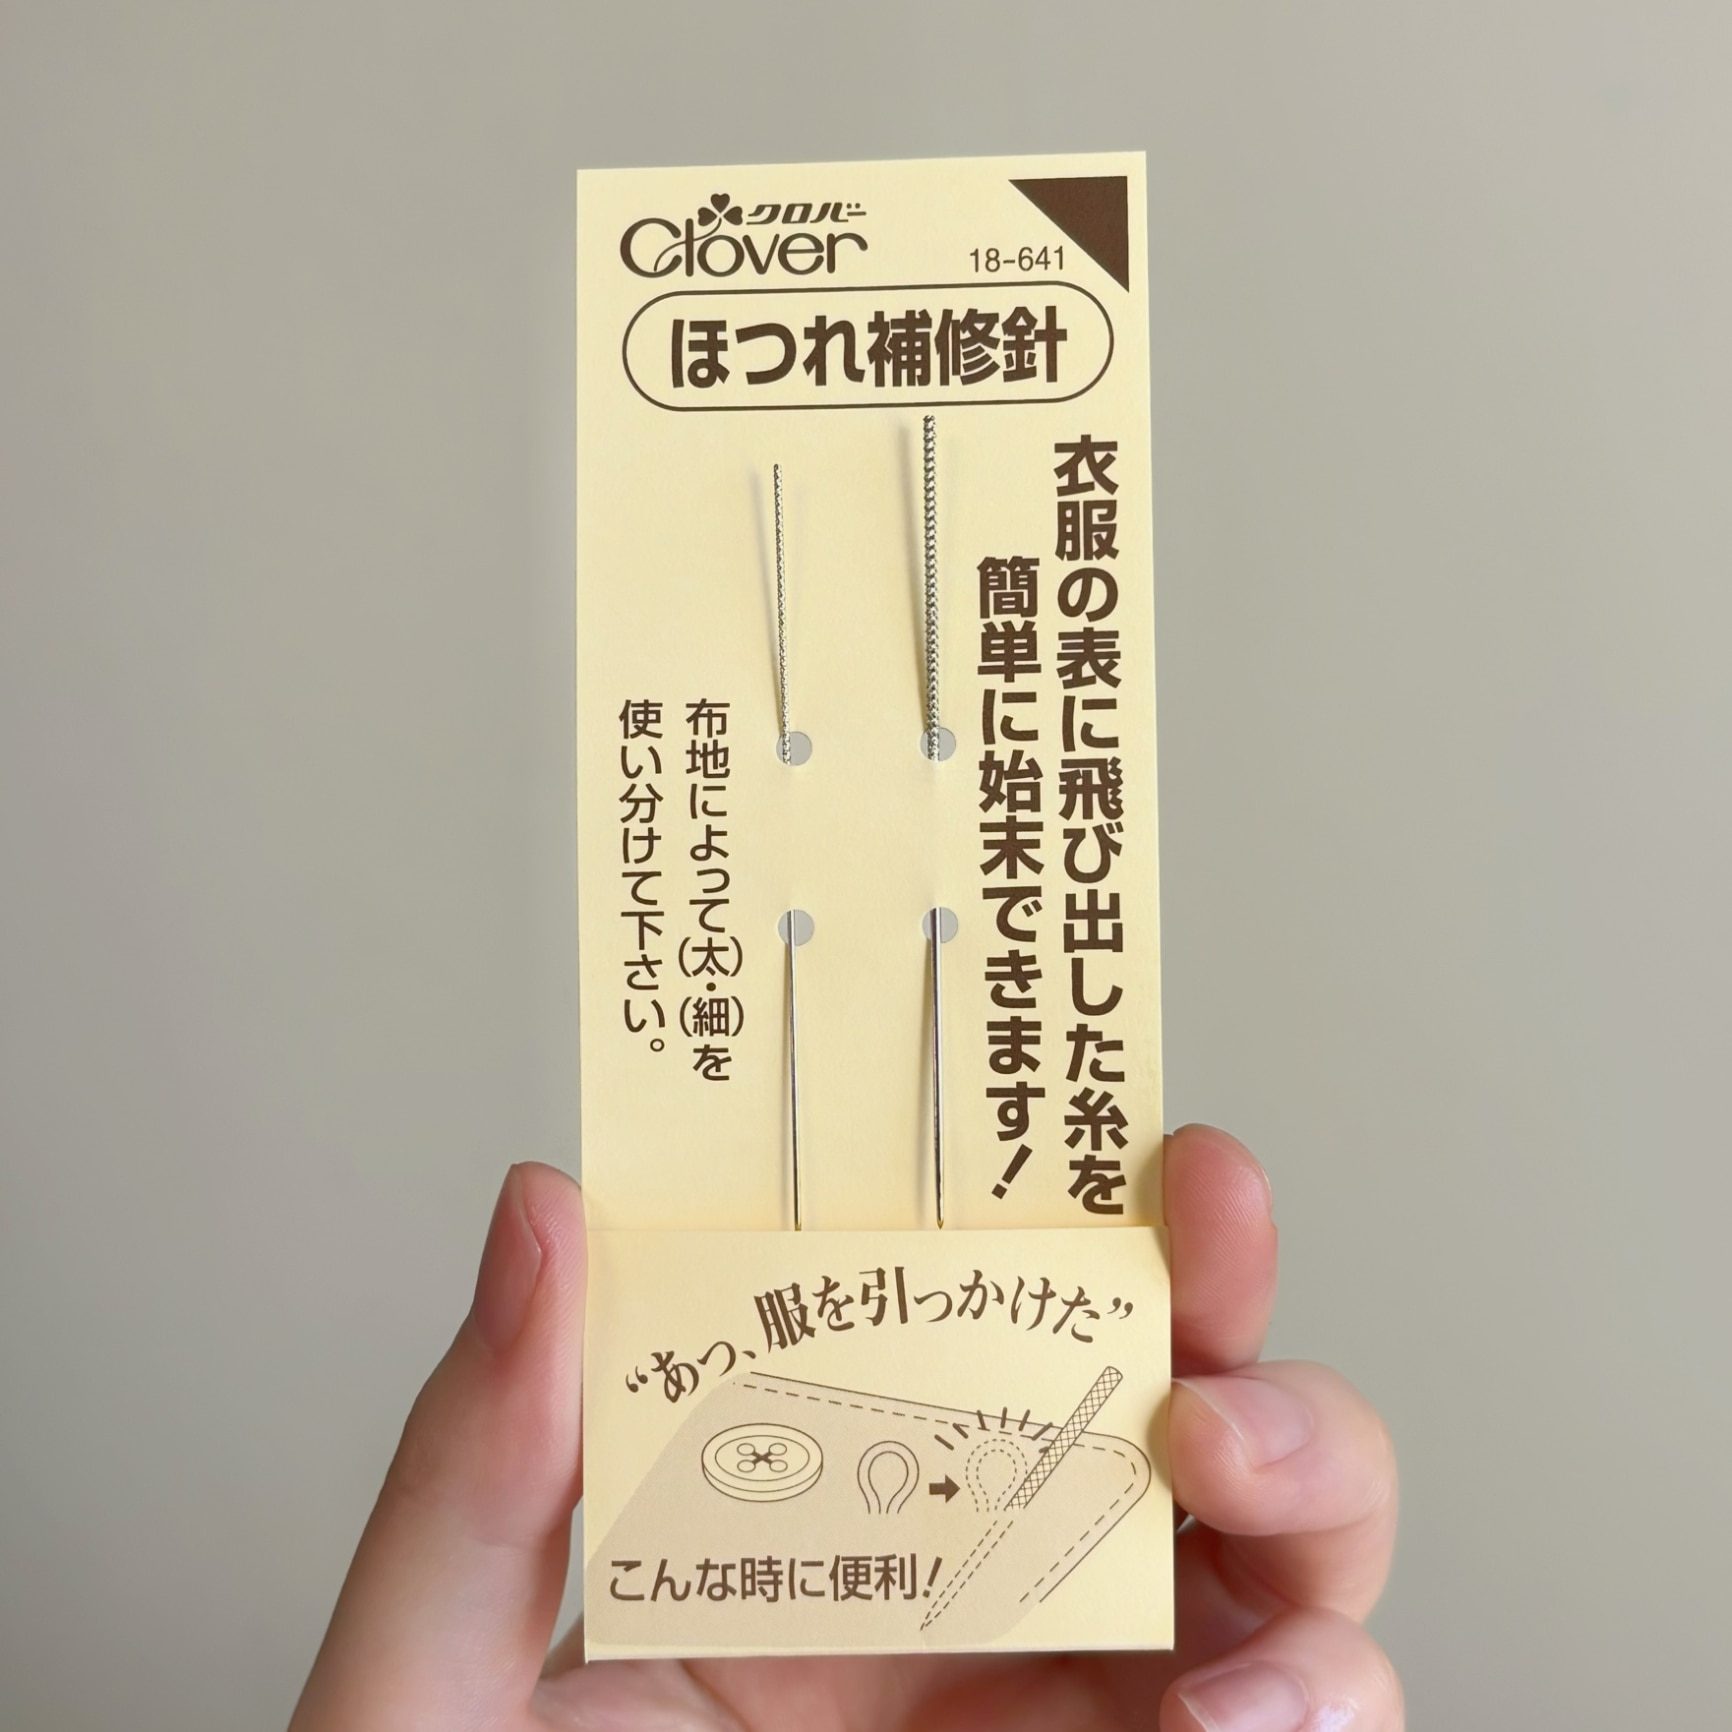 クロバー
Clover
18-641
ほつれ補修針
衣服の表に飛び出した糸を
簡単に始末できます！
布地によって(太)・(細)を
使い分けて下さい。
“あっ、服を引っかけた”
こんな時に便利！